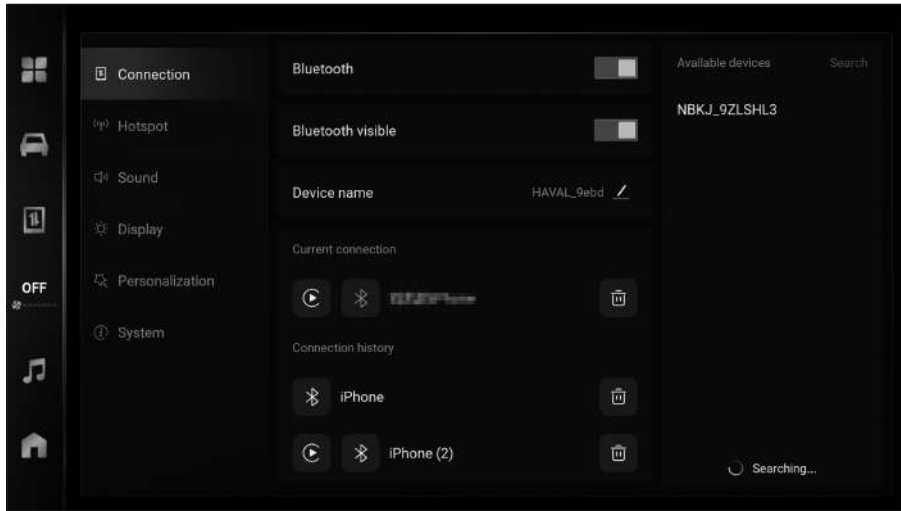 Connection
Hotspot
Sound
Display
Personalization
System
OFF
Bluetooth
Bluetooth visible
Device name
HAVAL_9ebd
Current connection
Connection history
iPhone
iPhone (2)
Available devices
Search
NBKJ_9ZLSHL3
Searching...